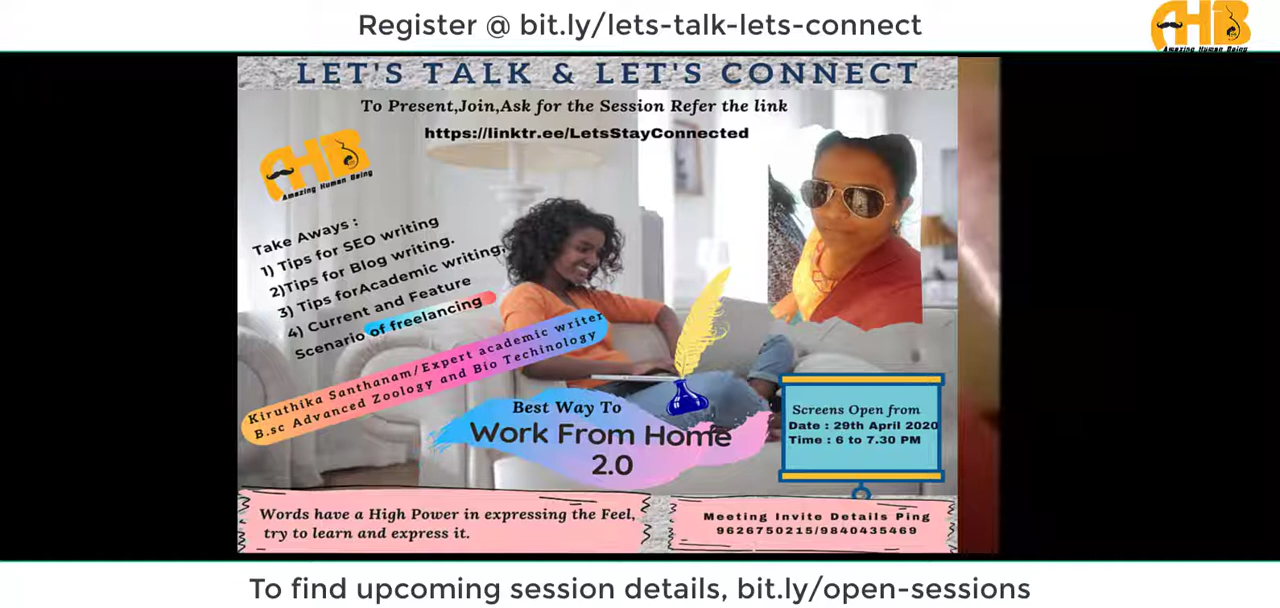 Register @ bit.ly/lets-talk-lets-connect
AHB
Amazing Human Being
LET'S TALK & LET'S CONNECT
To Present,Join,Ask for the Session Refer the link
https://linktr.ee/LetsStayConnected
AHB
Amazing Human Being
Take Aways :
1) Tips for SEO writing
2)Tips for Blog writing.
3) Tips forAcademic writing,
4) Current and Feature
Scenario of freelancing
Kiruthika Santhanam/Expert academic writer
B.sc Advanced Zoology and Bio Techinology
Best Way To
Work From Home
2.0
Screens Open from
Date : 29th April 2020
Time : 6 to 7.30 PM
Words have a High Power in expressing the Feel,
try to learn and express it.
Meeting Invite Details Ping
9626750215/9840435469
To find upcoming session details, bit.ly/open-sessions